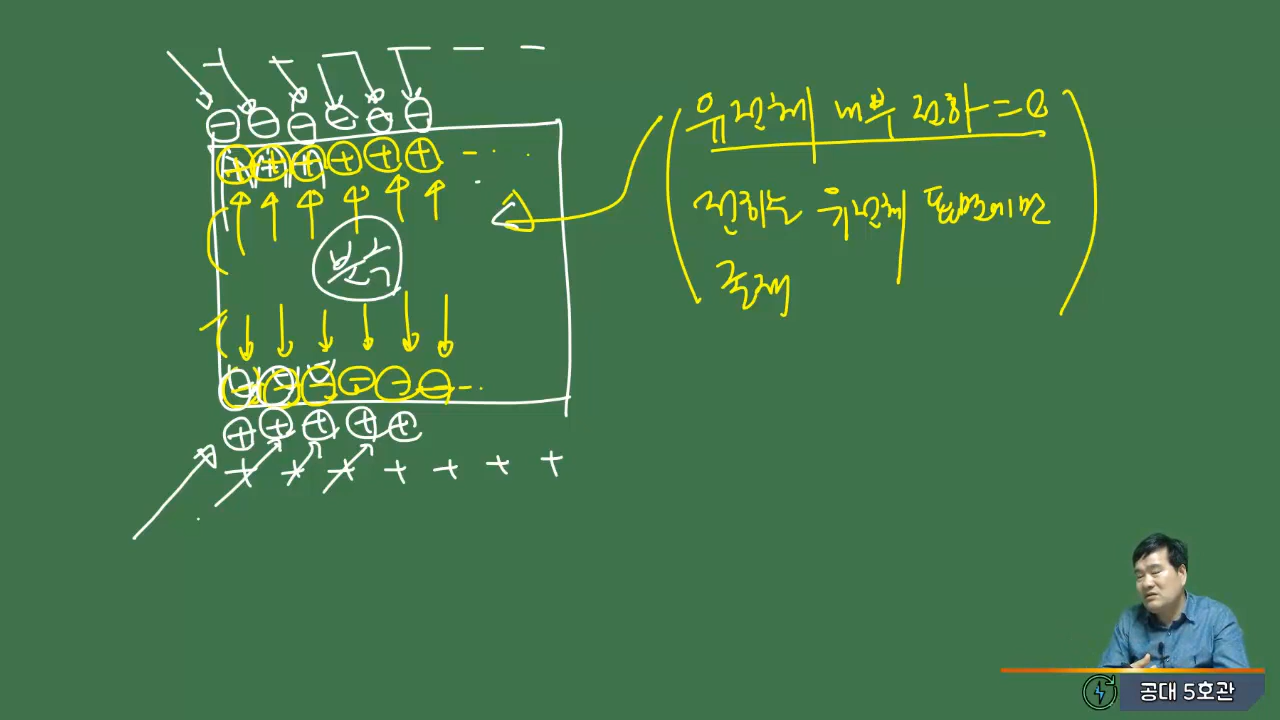 유전체 내부 전하 = 0
전하는 유전체 표면에만
존재
분극
공대 5호관